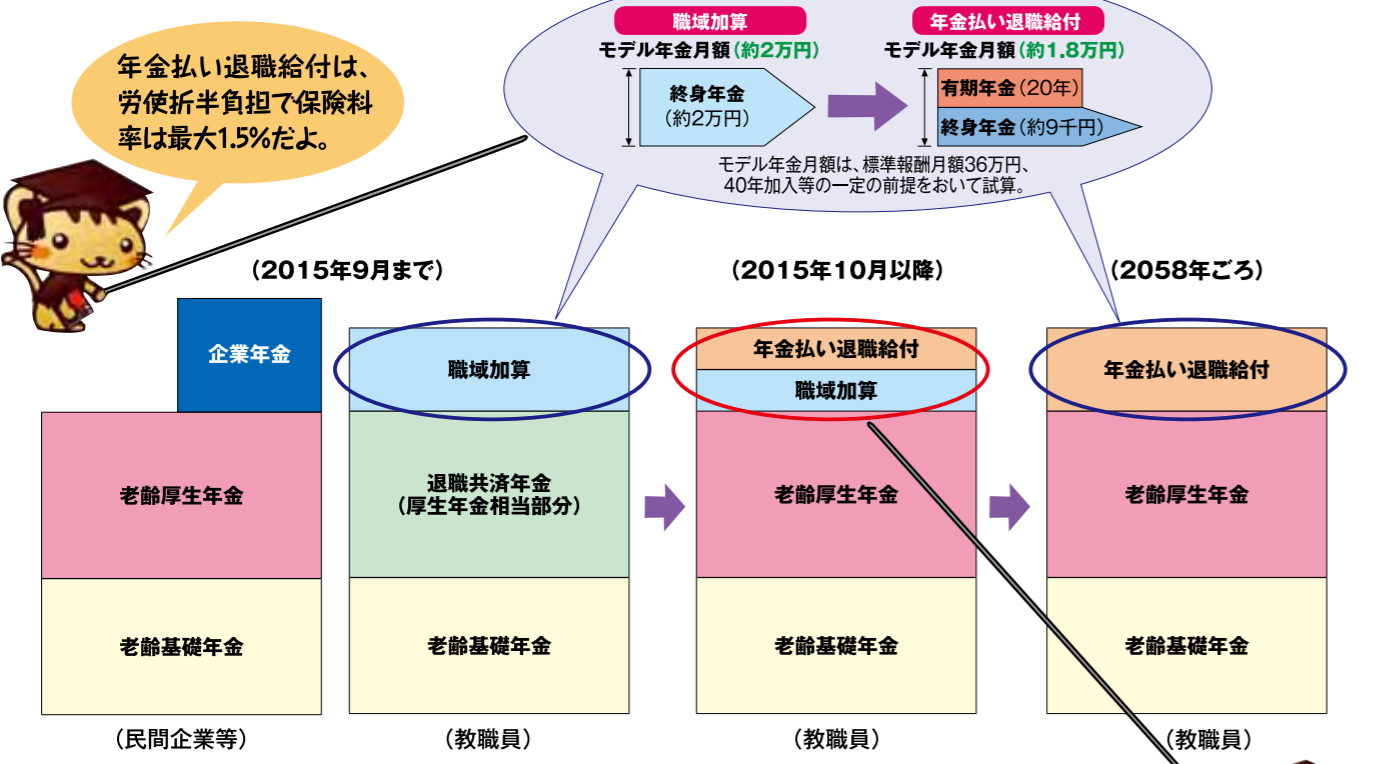 年金払い退職給付は、
労使折半負担で保険料
率は最大1.5%だよ。
職域加算
モデル年金月額(約2万円)
終身年金
(約2万円)
年金払い退職給付
モデル年金月額(約1.8万円)
有期年金(20年)
終身年金(約9千円)
モデル年金月額は、標準報酬月額36万円、
40年加入等の一定の前提をおいて試算。
(2015年9月まで)
(2015年10月以降)
(2058年ごろ)
企業年金
老齢厚生年金
老齢基礎年金
(民間企業等)
職域加算
退職共済年金
(厚生年金相当部分)
老齢基礎年金
(教職員)
年金払い退職給付
職域加算
老齢厚生年金
老齢基礎年金
(教職員)
年金払い退職給付
老齢厚生年金
老齢基礎年金
(教職員)